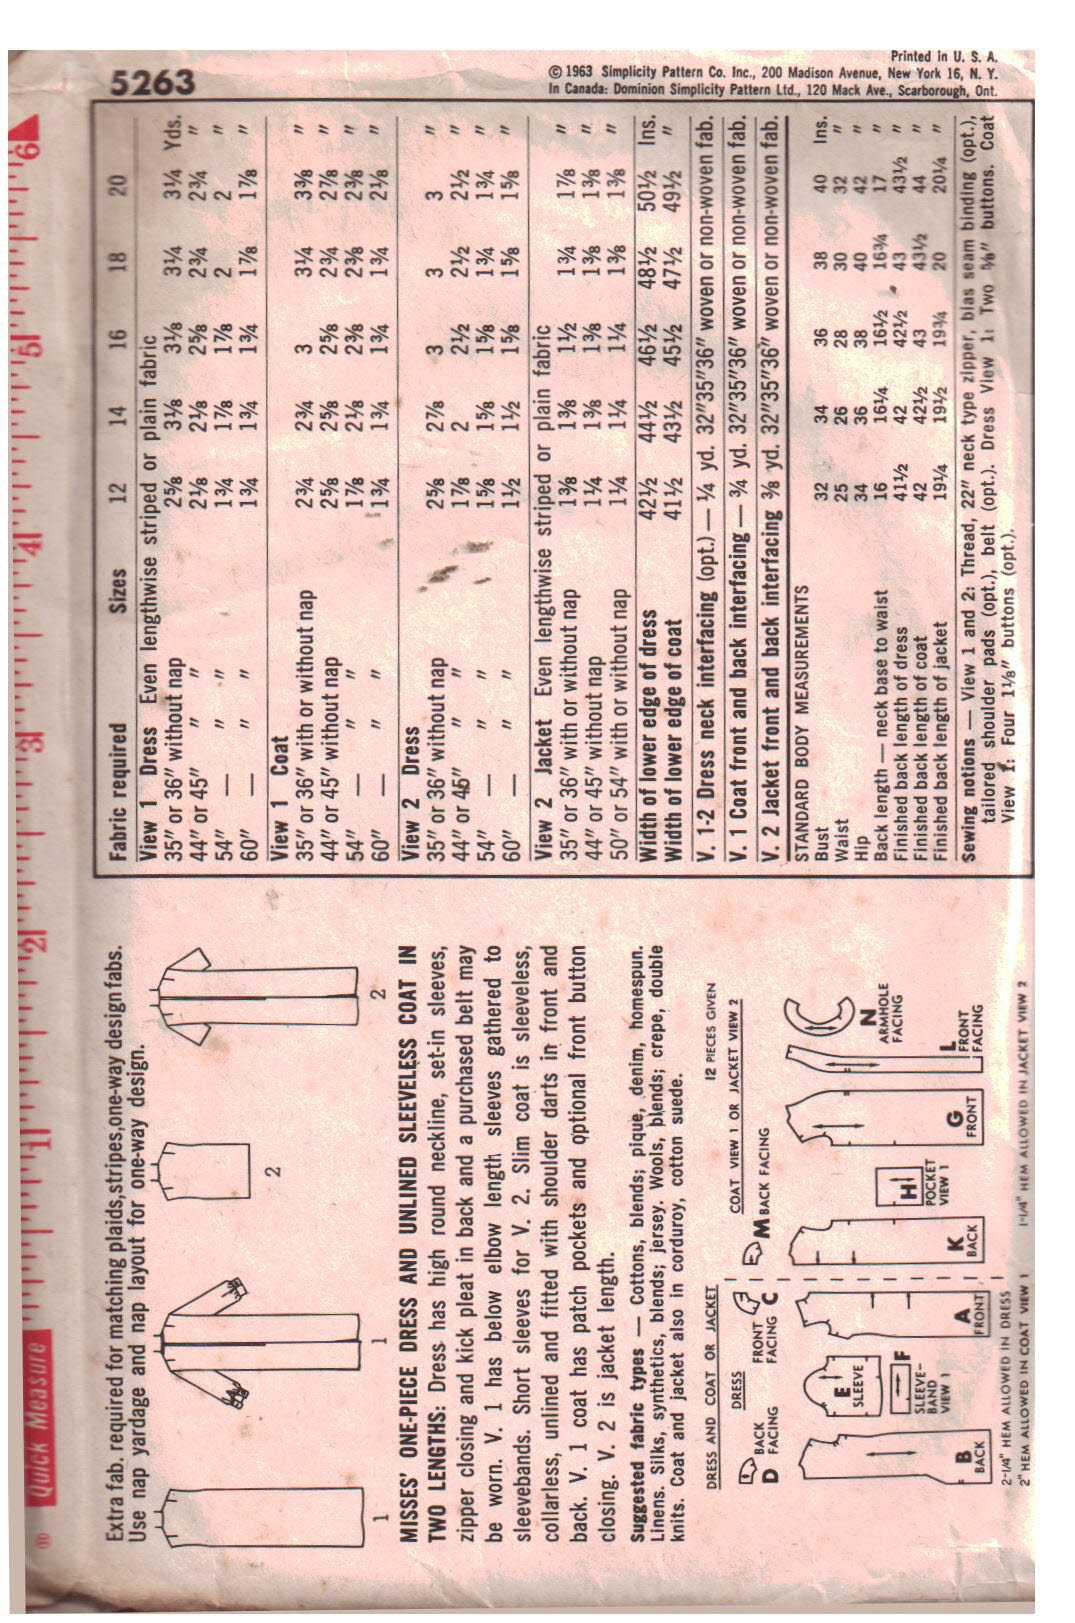 5263
Printed in U. S. A.
© 1963 Simplicity Pattern Co. Inc., 200 Madison Avenue, New York 16, N. Y.
In Canada: Dominion Simplicity Pattern Ltd., 120 Mack Ave., Scarborough, Ont.
® Quick Measure 1 2 3 4 5 6
Extra fab. required for matching plaids,stripes,one-way design fabs.
Use nap yardage and nap layout for one-way design.
1
1
2
2
MISSES' ONE-PIECE DRESS AND UNLINED SLEEVELESS COAT IN
TWO LENGTHS: Dress has high round neckline, set-in sleeves,
zipper closing and kick pleat in back and a purchased belt may
be worn. V. 1 has below elbow length sleeves gathered to
sleevebands. Short sleeves for V. 2. Slim coat is sleeveless,
collarless, unlined and fitted with shoulder darts in front and
back. V. 1 coat has patch pockets and optional front button
closing. V. 2 is jacket length.
Suggested fabric types — Cottons, blends; pique, denim, homespun.
Linens. Silks, synthetics, blends; jersey. Wools, blends; crepe, double
knits. Coat and jacket also in corduroy, cotton suede.
12 PIECES GIVEN
DRESS AND COAT OR JACKET
DRESS
COAT VIEW 1 OR JACKET VIEW 2
D BACK FACING
FRONT FACING C
M BACK FACING
B BACK
E SLEEVE
F SLEEVE-BAND VIEW 1
A FRONT
K BACK
H POCKET VIEW 1
G FRONT
L FRONT FACING
N ARMHOLE FACING
2-1/4" HEM ALLOWED IN DRESS
2" HEM ALLOWED IN COAT VIEW 1
1-1/4" HEM ALLOWED IN JACKET VIEW 2
Fabric required Sizes 12 14 16 18 20
View 1 Dress Even lengthwise striped or plain fabric
35" or 36" without nap 2⅝ 3⅛ 3⅛ 3¼ 3¼ Yds.
44" or 45" " " 2⅛ 2⅛ 2⅝ 2¾ 2¾ "
54" — " 1¾ 1⅞ 1⅞ 2 2 "
60" — " 1¾ 1¾ 1¾ 1⅞ 1⅞ "
View 1 Coat
35" or 36" with or without nap 2¾ 2¾ 3 3¼ 3⅜ "
44" or 45" without nap 2⅝ 2⅝ 2⅝ 2¾ 2⅞ "
54" — " " 1⅞ 2⅛ 2⅜ 2⅜ 2⅜ "
60" — " " 1¾ 1¾ 1¾ 1¾ 2⅛ "
View 2 Dress
35" or 36" without nap 2⅝ 2⅞ 3 3 3 "
44" or 45" " " 1⅞ 2 2½ 2½ 2½ "
54" — " 1⅝ 1⅝ 1⅝ 1¾ 1¾ "
60" — " 1½ 1½ 1⅝ 1⅝ 1⅝ "
View 2 Jacket Even lengthwise striped or plain fabric
35" or 36" with or without nap 1⅜ 1⅜ 1½ 1¾ 1⅞ "
44" or 45" without nap 1¼ 1⅜ 1⅜ 1⅜ 1⅜ "
50" or 54" with or without nap 1¼ 1¼ 1¼ 1⅜ 1⅜ "
Width of lower edge of dress 42½ 44½ 46½ 48½ 50½ Ins.
Width of lower edge of coat 41½ 43½ 45½ 47½ 49½ "
V. 1-2 Dress neck interfacing (opt.) — ¼ yd. 32"35"36" woven or non-woven fab.
V. 1 Coat front and back interfacing — ¾ yd. 32"35"36" woven or non-woven fab.
V. 2 Jacket front and back interfacing ⅜ yd. 32"35"36" woven or non-woven fab.
STANDARD BODY MEASUREMENTS
Bust 32 34 36 38 40 Ins.
Waist 25 26 28 30 32 "
Hip 34 36 38 40 42 "
Back length — neck base to waist 16 16¼ 16½ 16¾ 17 "
Finished back length of dress 41½ 42 42½ 43 43½ "
Finished back length of coat 42 42½ 43 43½ 44 "
Finished back length of jacket 19¼ 19½ 19¾ 20 20¼ "
Sewing notions — View 1 and 2: Thread, 22" neck type zipper, bias seam binding (opt.),
tailored shoulder pads (opt.), belt (opt.). Dress View 1: Two ⅝" buttons. Coat
View 1: Four 1⅛" buttons (opt.).